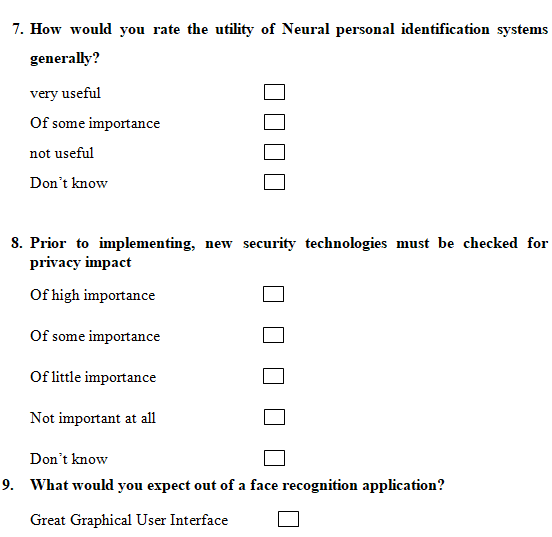 7. How would you rate the utility of Neural personal identification systems
generally?
very useful
Of some importance
not useful
Don't know
8. Prior to implementing, new security technologies must be checked for
privacy impact
Of high importance
Of some importance
Of little importance
Not important at all
Don't know
9. What would you expect out of a face recognition application?
Great Graphical User Interface